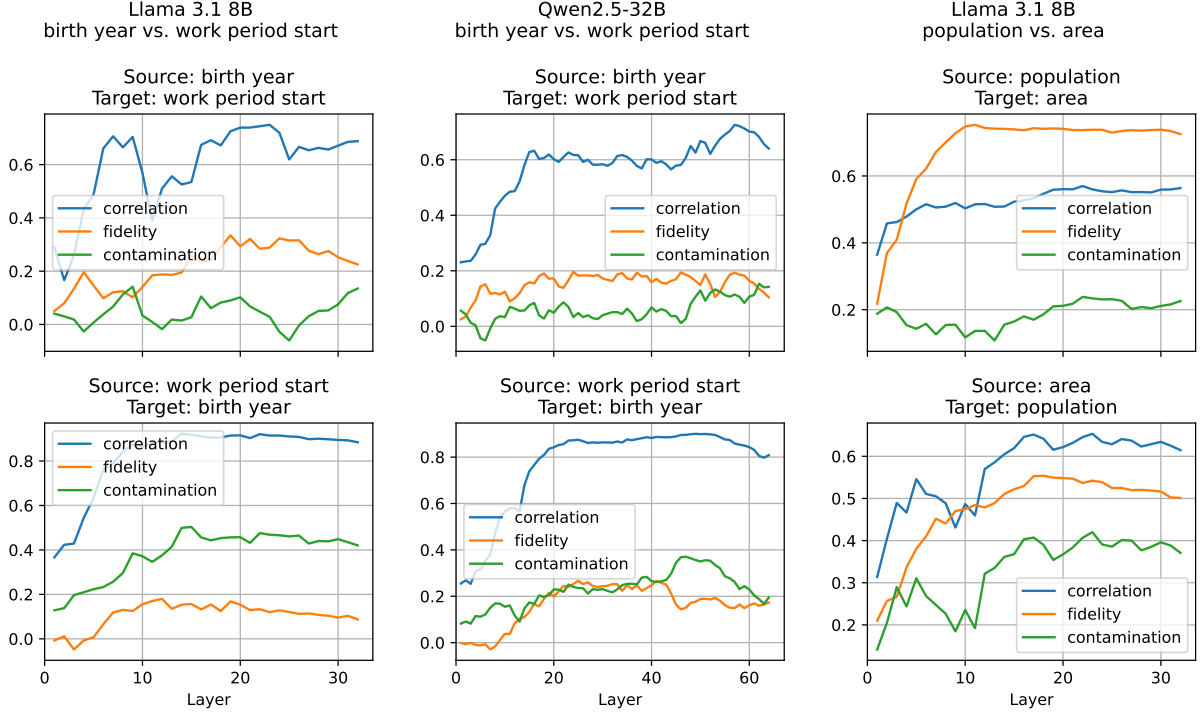 Llama 3.1 8B
birth year vs. work period start
Qwen2.5-32B
birth year vs. work period start
Llama 3.1 8B
population vs. area
Source: birth year
Target: work period start
0.6
0.4
0.2
0.0
correlation
fidelity
contamination
Source: birth year
Target: work period start
0.6
0.4
0.2
0.0
correlation
fidelity
contamination
Source: population
Target: area
0.6
0.4
0.2
correlation
fidelity
contamination
Source: work period start
Target: birth year
0.8
0.6
0.4
0.2
0.0
correlation
fidelity
contamination
0 10 20 30
Layer
Source: work period start
Target: birth year
0.8
0.6
0.4
0.2
0.0
correlation
fidelity
contamination
0 20 40 60
Layer
Source: area
Target: population
0.6
0.5
0.4
0.3
0.2
correlation
fidelity
contamination
0 10 20 30
Layer